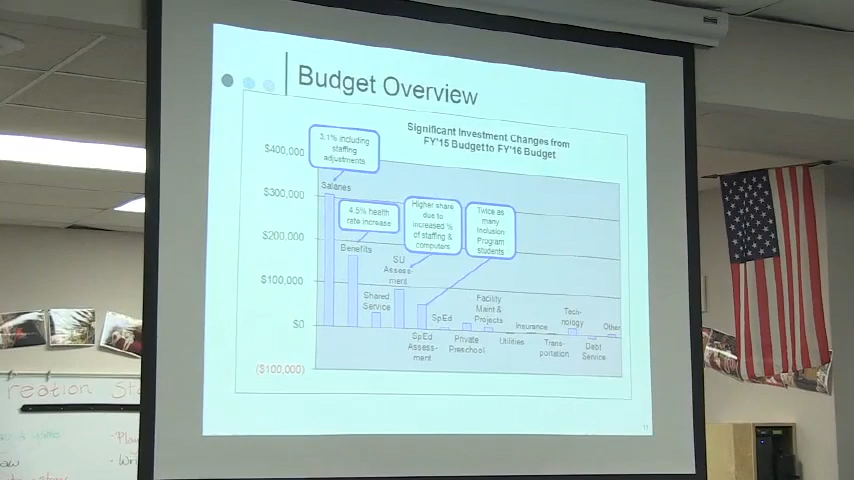 Budget Overview
Significant Investment Changes from
FY'15 Budget to FY'16 Budget
3.1% including
staffing
adjustments
$400,000
$300,000
$200,000
$100,000
$0
($100,000)
Salaries
4.5% health
rate increase
Higher share
due to
increased %
of staffing &
computers
Twice as
many
Inclusion
Program
students
Benefits
SU
Assess-
ment
Shared
Service
SpEd
Assess-
ment
SpEd
Private
Preschool
Facility
Maint &
Projects
Utilities
Insurance
Trans-
portation
Tech-
nology
Debt
Service
Other
reation Sta